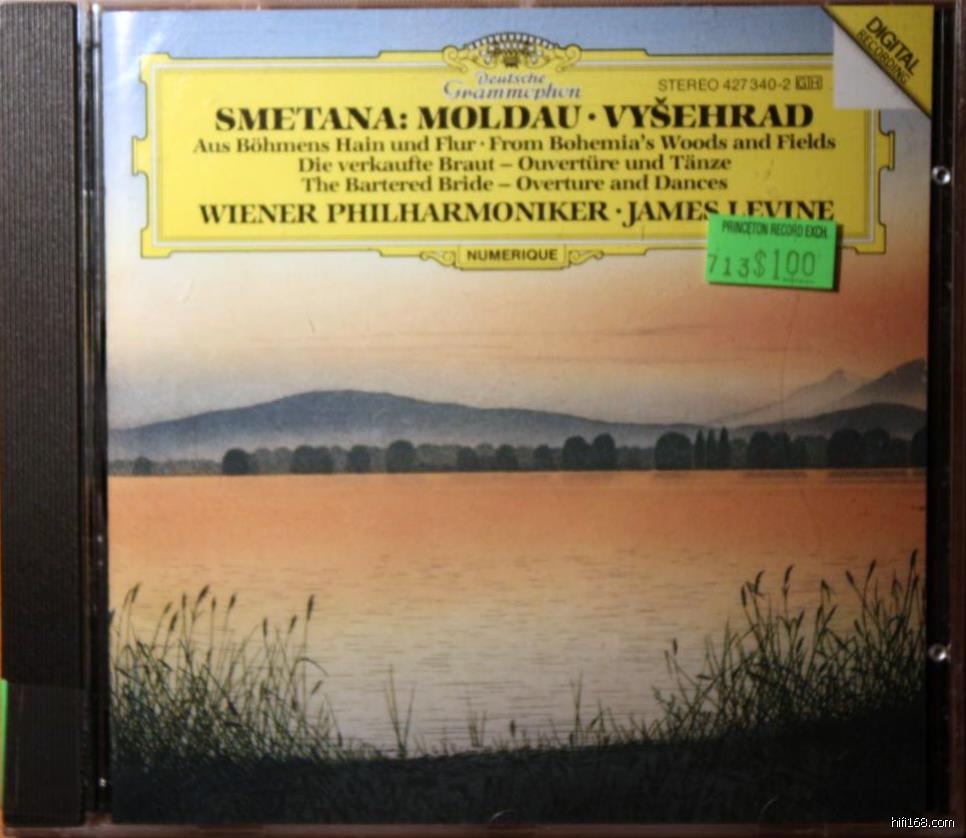 DIGITAL
RECORDING
Deutsche
Grammophon
STEREO 427 340-2 GH
SMETANA: MOLDAU · VYŠEHRAD
Aus Böhmens Hain und Flur · From Bohemia's Woods and Fields
Die verkaufte Braut – Ouvertüre und Tänze
The Bartered Bride – Overture and Dances
WIENER PHILHARMONIKER · JAMES LEVINE
NUMERIQUE
PRINCETON RECORD EXCH.
713 $1.00
hifi168.com